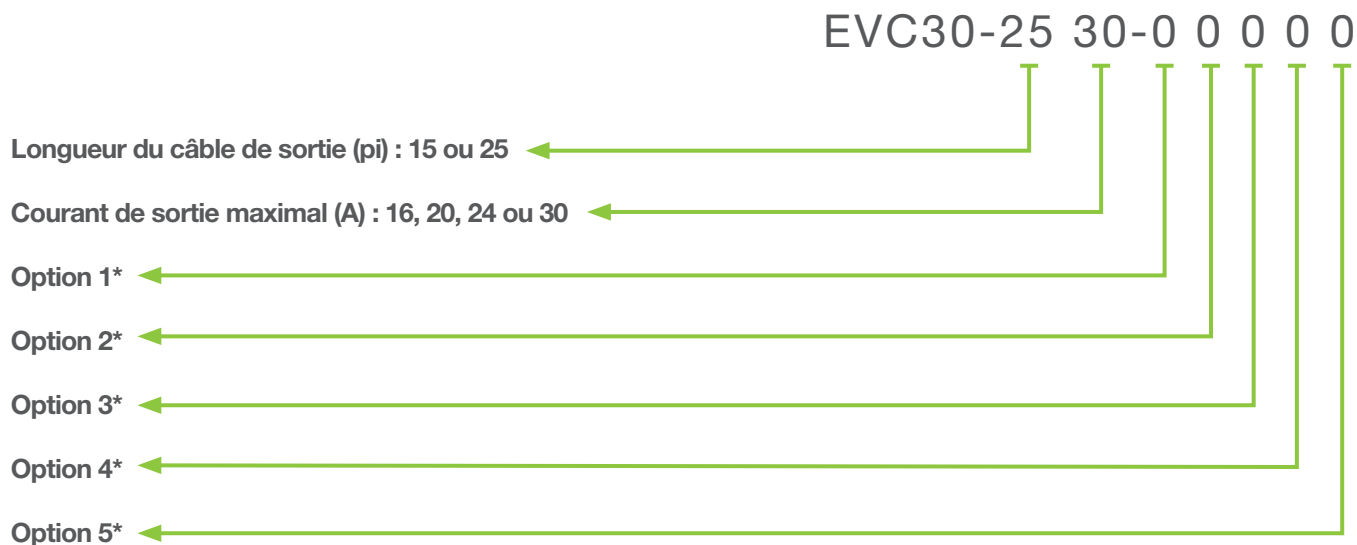 EVC30-25 30-0 0 0 0 0
Longueur du câble de sortie (pi) : 15 ou 25
Courant de sortie maximal (A) : 16, 20, 24 ou 30
Option 1*
Option 2*
Option 3*
Option 4*
Option 5*